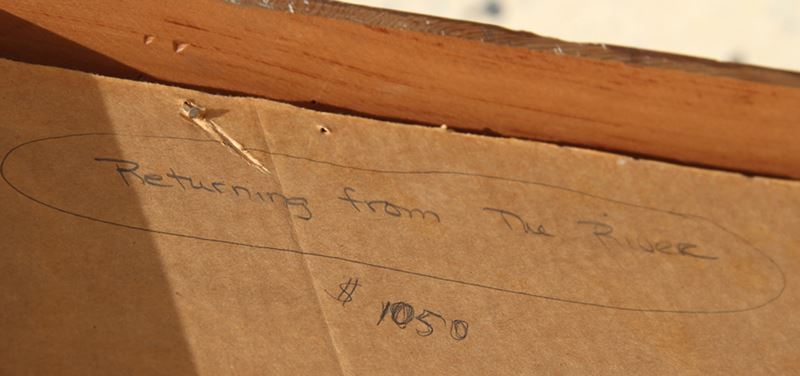 Returning from The River
$ 1050